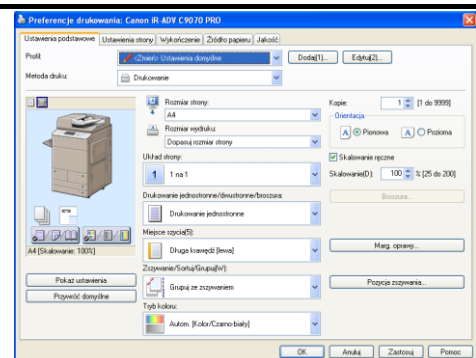 Preferencje drukowania: Canon iR-ADV C9070 PRO
Ustawienia podstawowe Ustawienia strony Wykończenie Źródło papieru Jakość
Profil: <Zmień> Ustawienia domyślne Dodaj(1)... Edytuj(2)...
Metoda druku: Drukowanie
Rozmiar strony:
A4
Rozmiar wydruku:
Dopasuj rozmiar strony
Układ strony:
1 1 na 1
Drukowanie jednostronne/dwustronne/broszura:
Drukowanie jednostronne
Miejsce szycia(5):
Długa krawędź [lewa]
Zszywanie/Sortuj/Grupuj(W):
Grupuj ze zszywaniem
Tryb koloru:
Autom. [Kolor/Czarno-biały]
Kopie: 1 [1 do 9999]
Orientacja
A Pionowa A Pozioma
Skalowanie ręczne
Skalowanie(D): 100 % [25 do 200]
Broszura...
Marg. oprawy...
Pozycja zszywania...
A4 [Skalowanie: 100%]
Pokaż ustawienia
Przywróć domyślne
OK Anuluj Zastosuj Pomoc